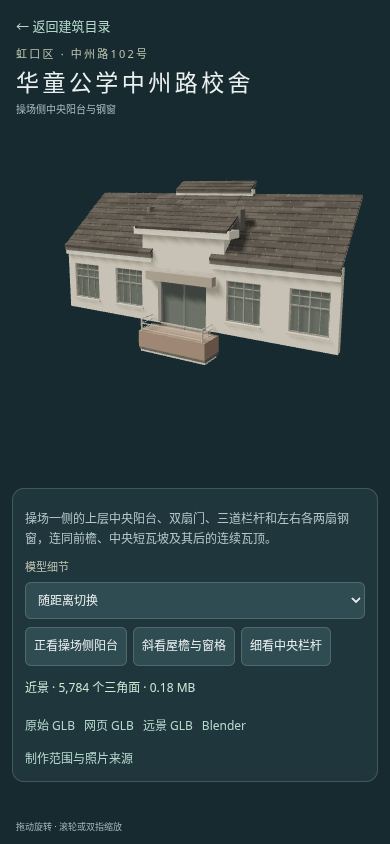 ← 返回建筑目录
虹口区 · 中州路102号
华童公学中州路校舍
操场侧中央阳台与钢窗
操场一侧的上层中央阳台、双扇门、三道栏杆和左右各两扇钢
窗，连同前檐、中央短瓦坡及其后的连续瓦顶。
模型细节
随距离切换
正看操场侧阳台 斜看屋檐与窗格 细看中央栏杆
近景 · 5,784 个三角面 · 0.18 MB
原始 GLB 网页 GLB 远景 GLB Blender
制作范围与照片来源
拖动旋转 · 滚轮或双指缩放